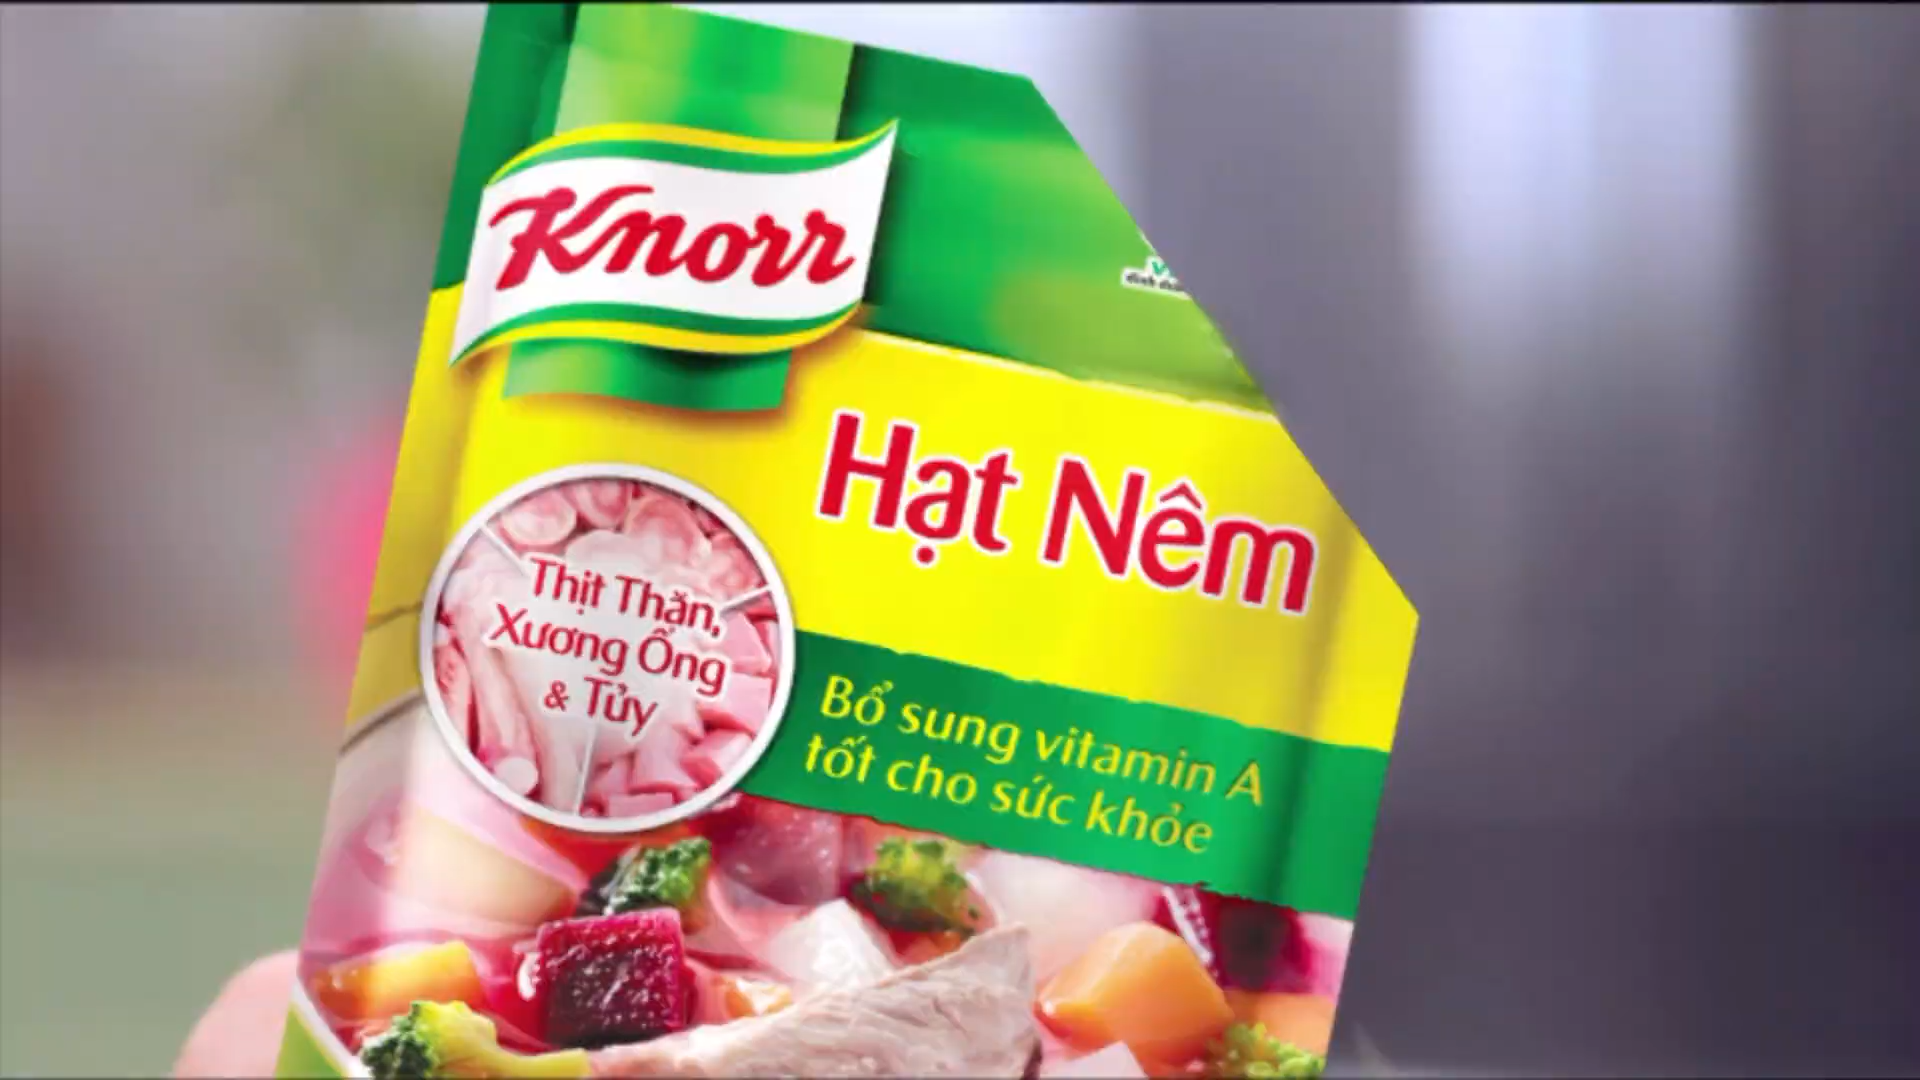 Knorr
Hạt Nêm
Thịt Thăn,
Xương Ống
& Tủy
Bổ sung vitamin A
tốt cho sức khỏe